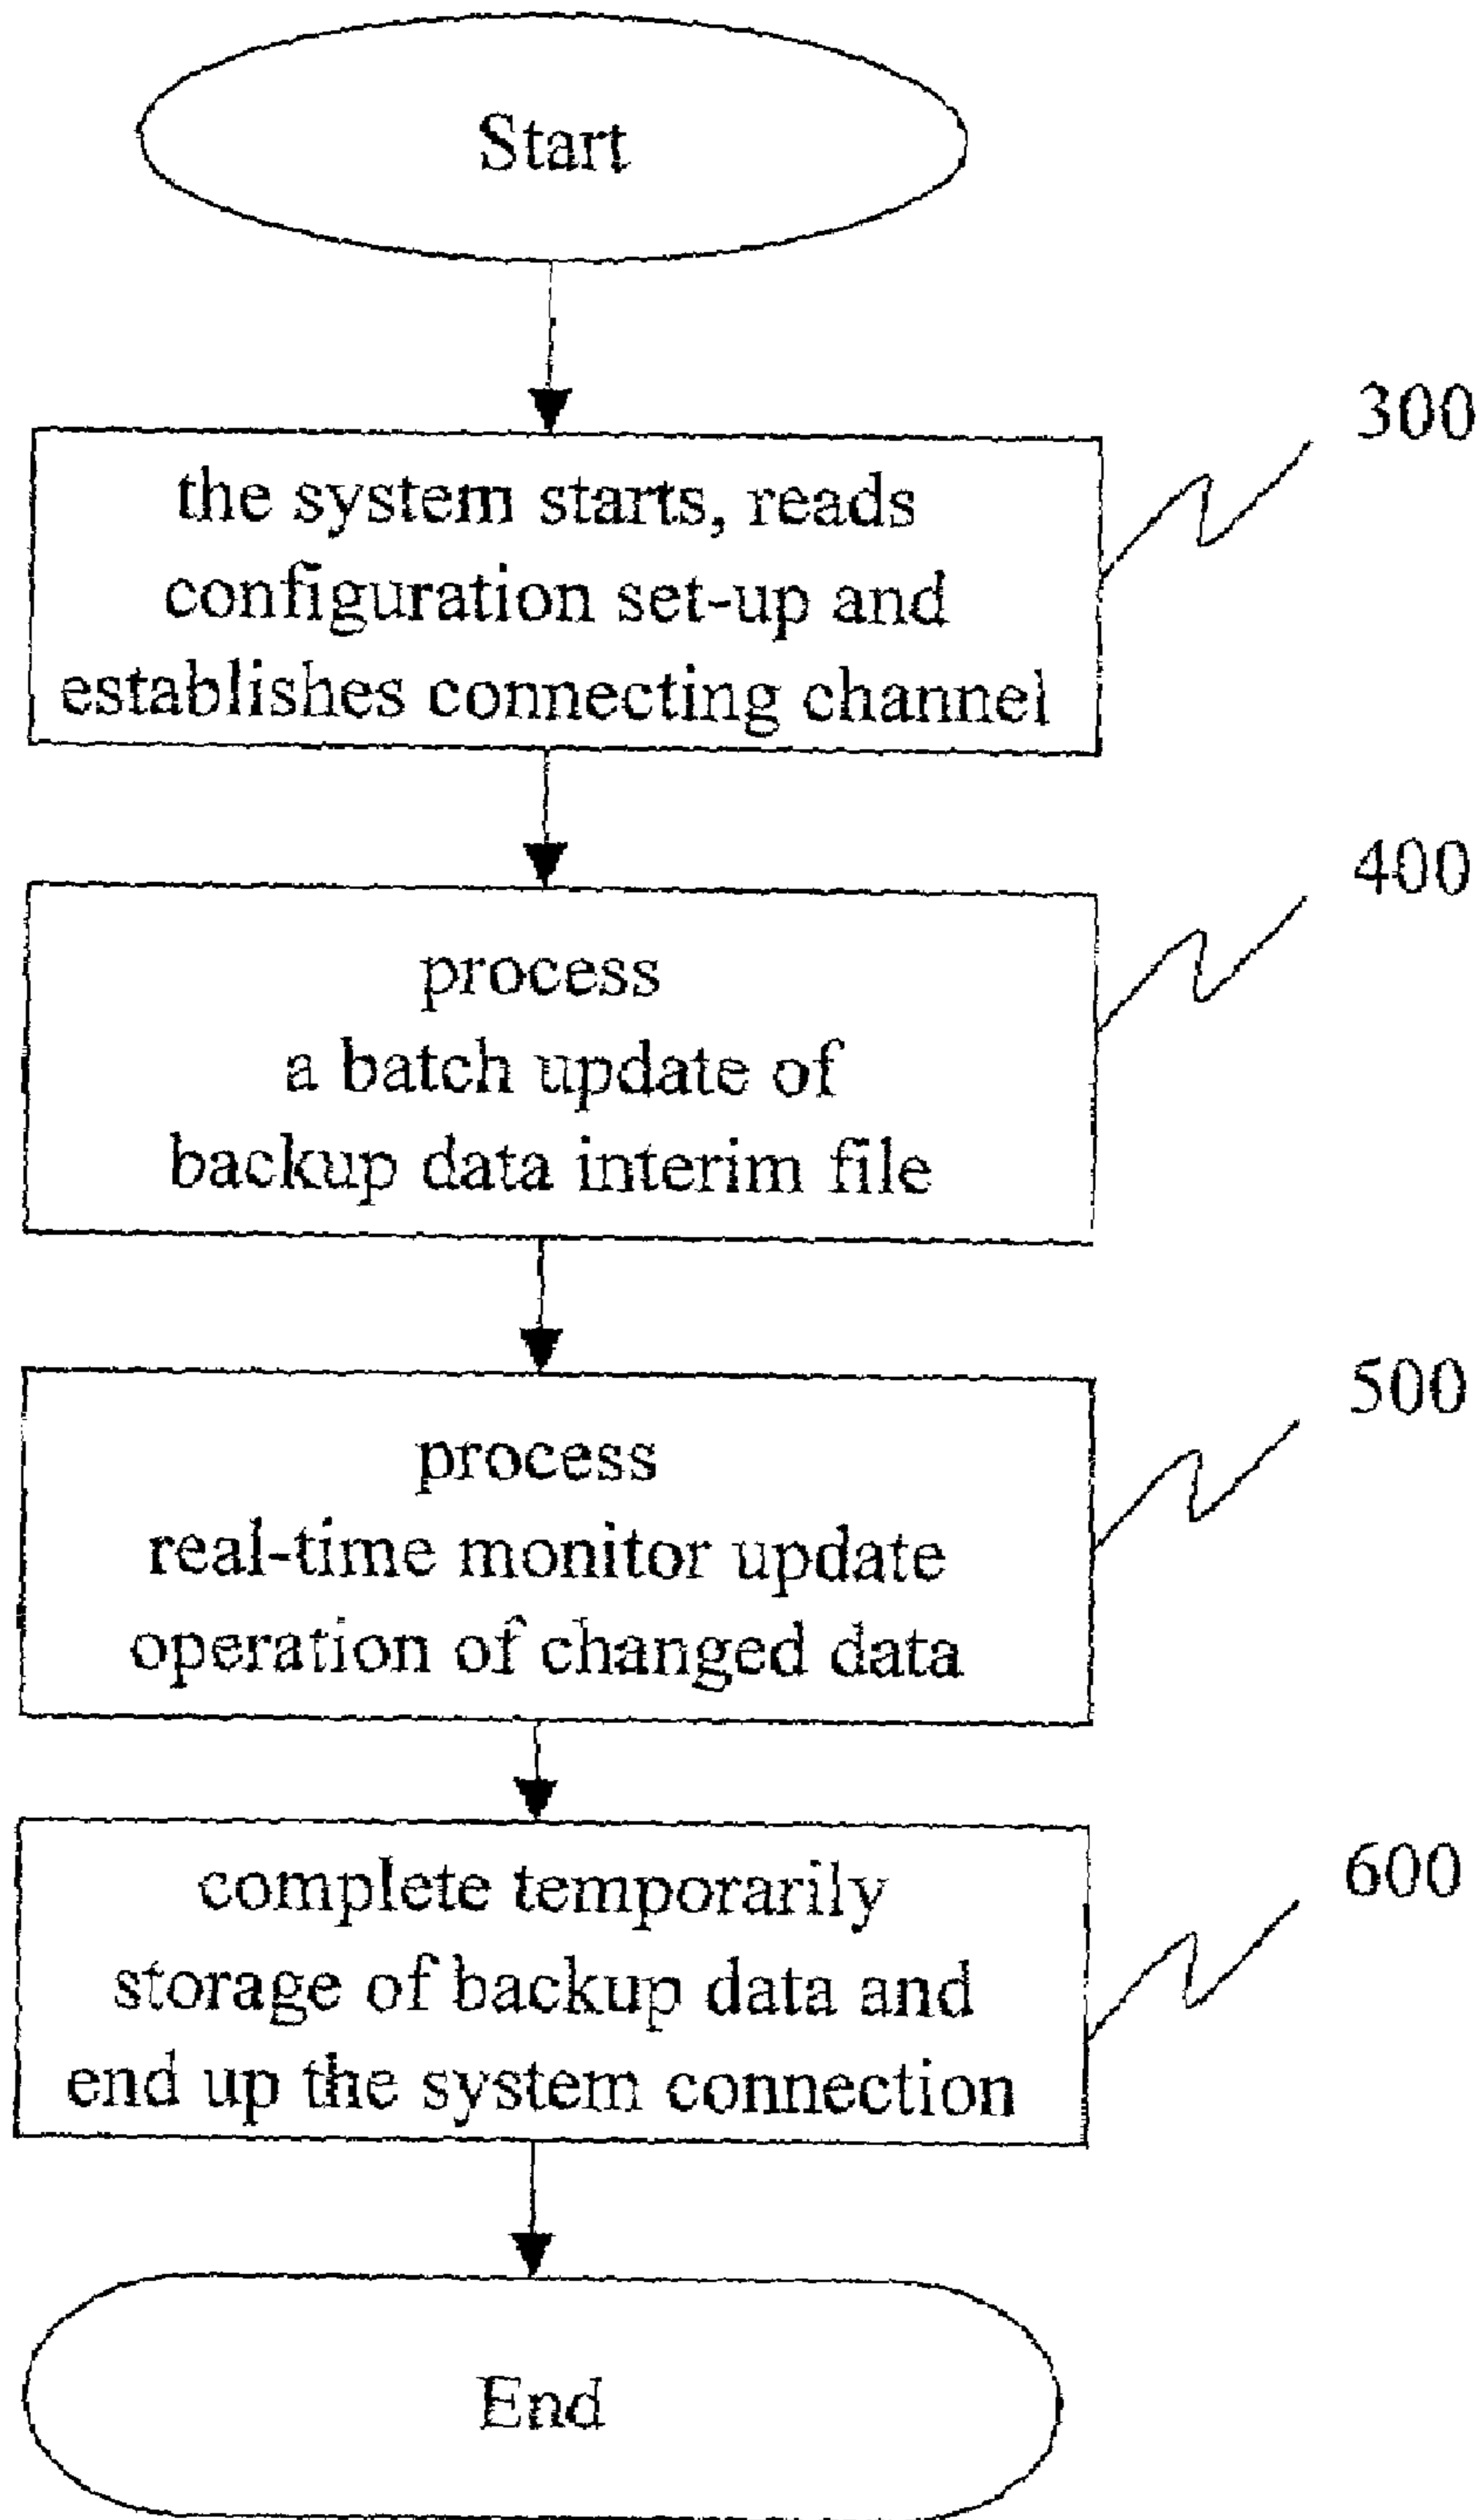 Start
300
the system starts, reads
configuration set-up and
establishes connecting channel
400
process
a batch update of
backup data interim file
500
process
real-time monitor update
operation of changed data
600
complete temporarily
storage of backup data and
end up the system connection
End